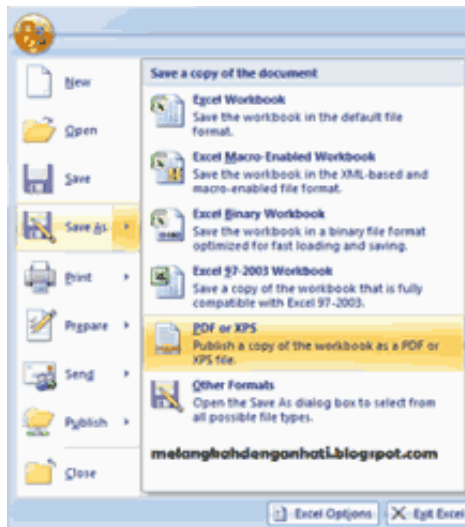 New
Open
Save
Save As
Print
Prepare
Send
Publish
Close
Save a copy of the document
Excel Workbook
Save the workbook in the default file
format.
Excel Macro-Enabled Workbook
Save the workbook in the XML-based and
macro-enabled file format.
Excel Binary Workbook
Save the workbook in a binary file format
optimized for fast loading and saving.
Excel 97-2003 Workbook
Save a copy of the workbook that is fully
compatible with Excel 97-2003.
PDF or XPS
Publish a copy of the workbook as a PDF or
XPS file.
Other Formats
Open the Save As dialog box to select from
all possible file types.
melangkahdenganhati.blogspot.com
Excel Options
Exit Excel